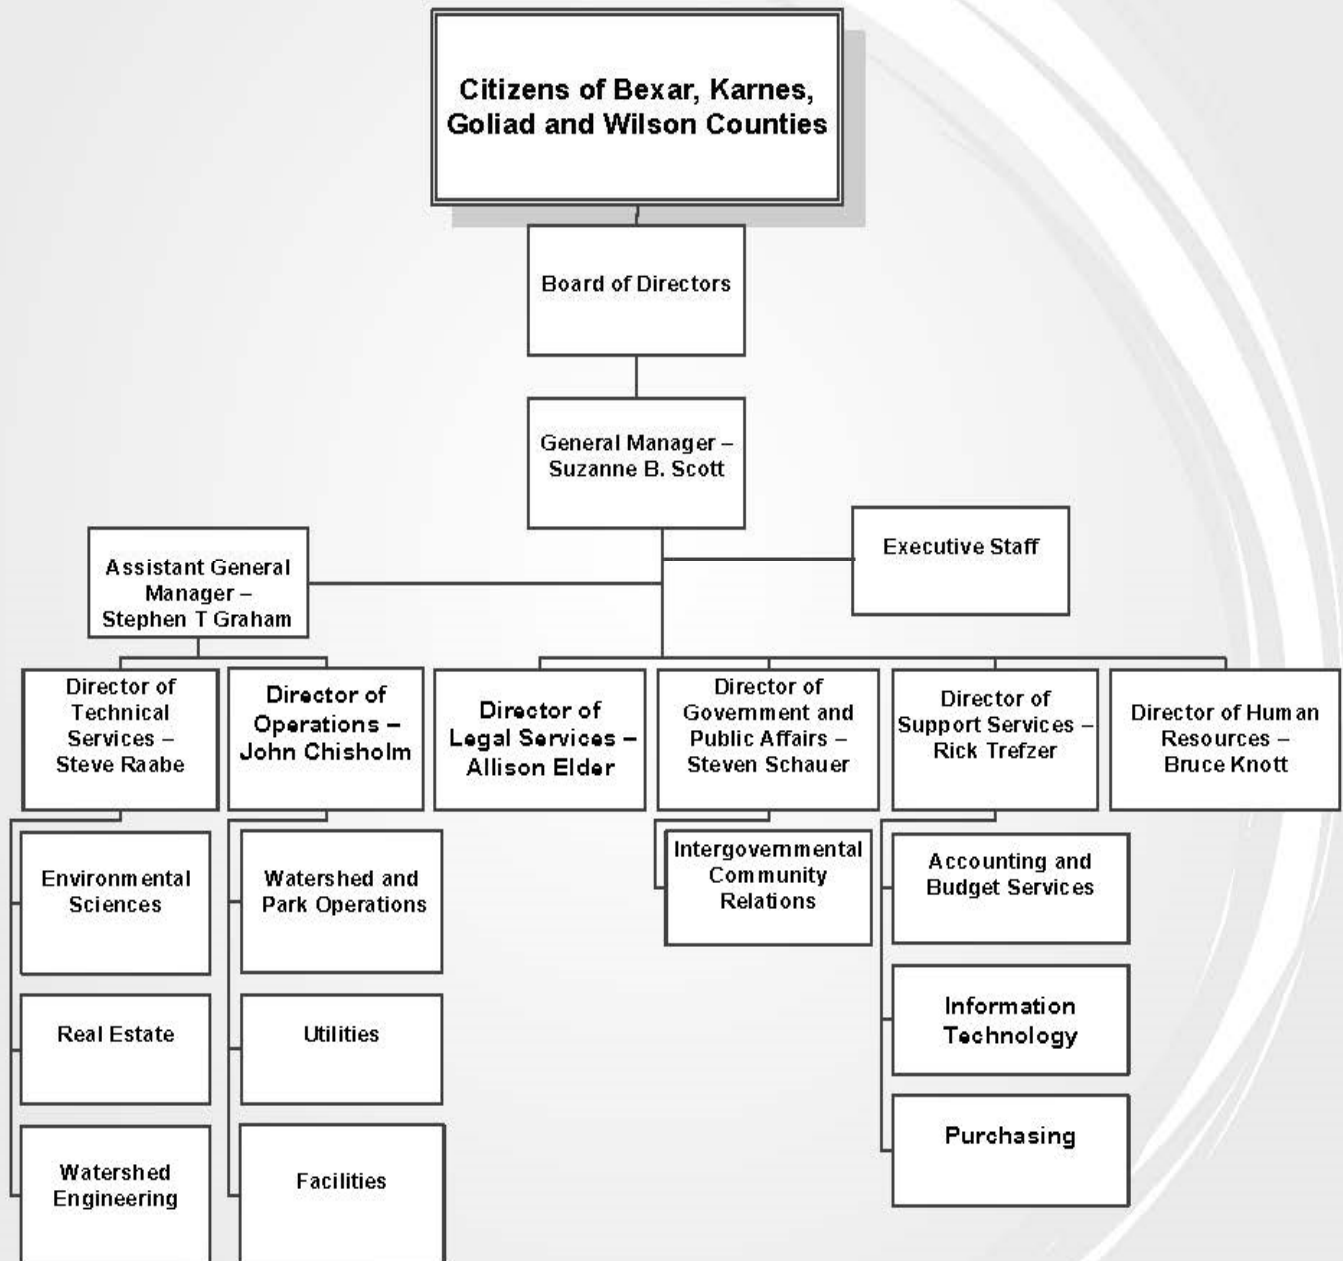 Citizens of Bexar, Karnes,
Goliad and Wilson Counties
Board of Directors
General Manager –
Suzanne B. Scott
Executive Staff
Assistant General
Manager –
Stephen T Graham
Director of
Technical
Services –
Steve Raabe
Director of
Operations –
John Chisholm
Director of
Legal Services –
Allison Elder
Director of
Government and
Public Affairs –
Steven Schauer
Director of
Support Services –
Rick Trefzer
Director of Human
Resources –
Bruce Knott
Environmental
Sciences
Watershed and
Park Operations
Intergovernmental
Community
Relations
Accounting and
Budget Services
Real Estate
Utilities
Information
Technology
Watershed
Engineering
Facilities
Purchasing